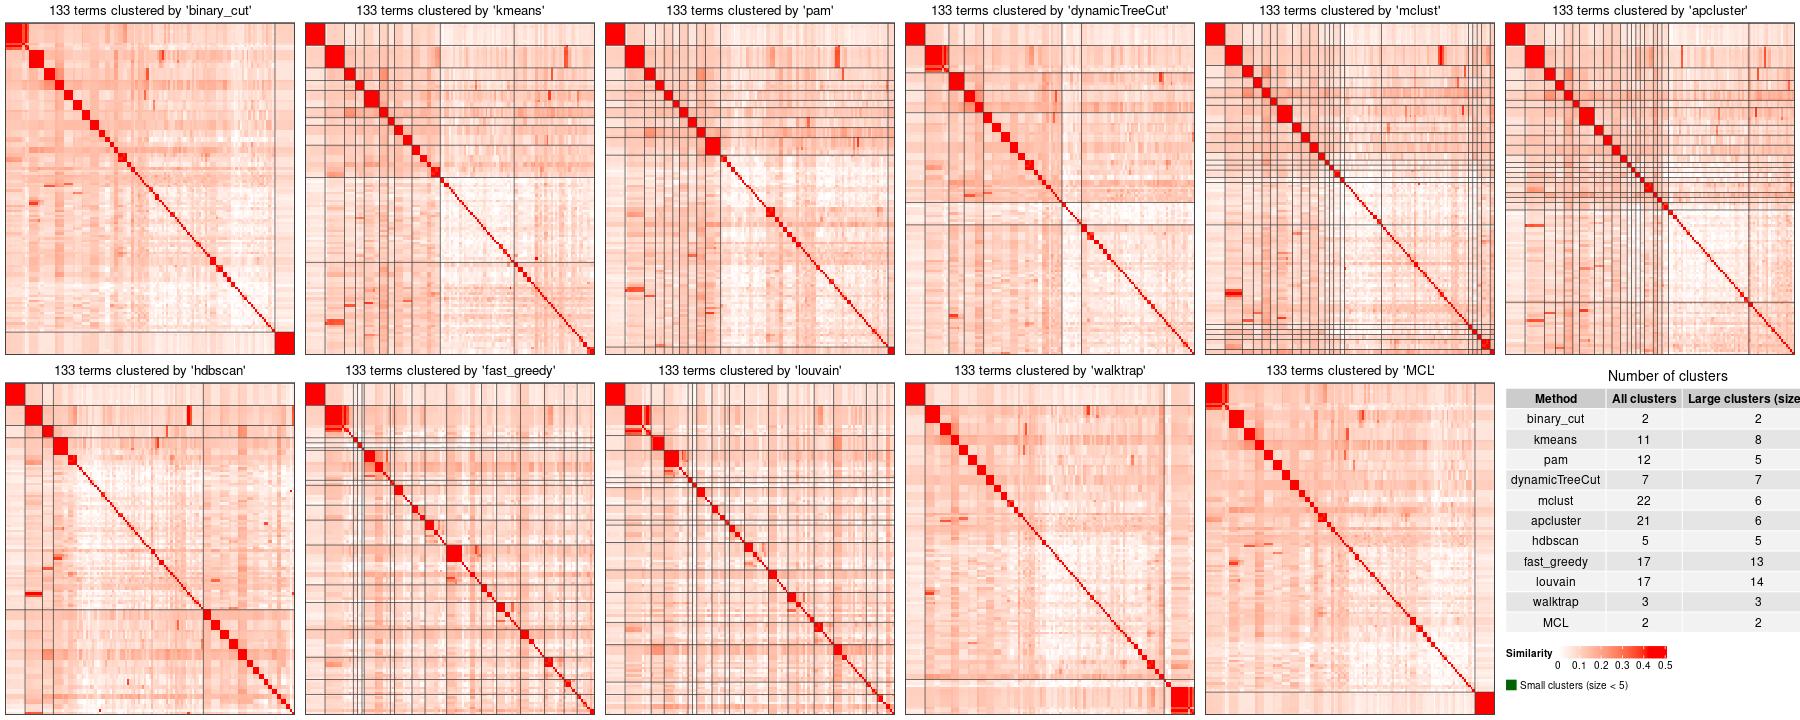 133 terms clustered by 'binary_cut'
133 terms clustered by 'kmeans'
133 terms clustered by 'pam'
133 terms clustered by 'dynamicTreeCut'
133 terms clustered by 'mclust'
133 terms clustered by 'apcluster'
133 terms clustered by 'hdbscan'
133 terms clustered by 'fast_greedy'
133 terms clustered by 'louvain'
133 terms clustered by 'walktrap'
133 terms clustered by 'MCL'
Number of clusters
Method All clusters Large clusters (size
binary_cut 2 2
kmeans 11 8
pam 12 5
dynamicTreeCut 7 7
mclust 22 6
apcluster 21 6
hdbscan 5 5
fast_greedy 17 13
louvain 17 14
walktrap 3 3
MCL 2 2
Similarity
0 0.1 0.2 0.3 0.4 0.5
Small clusters (size < 5)